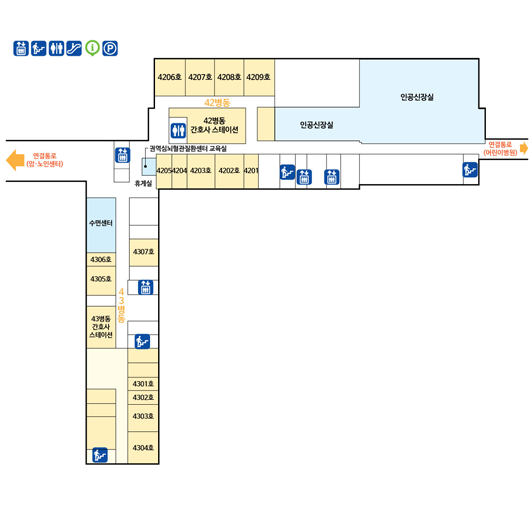 4206호 4207호 4208호 4209호
42병동
42병동
간호사 스테이션
인공신장실
인공신장실
연결통로
(암·노인센터)
권역심뇌혈관질환센터 교육실
연결통로
(어린이병원)
휴게실
4205 4204 4203호 4202호 4201
수면센터
4306호
4307호
4305호
43병동
43병동
간호사
스테이션
4301호
4302호
4303호
4304호